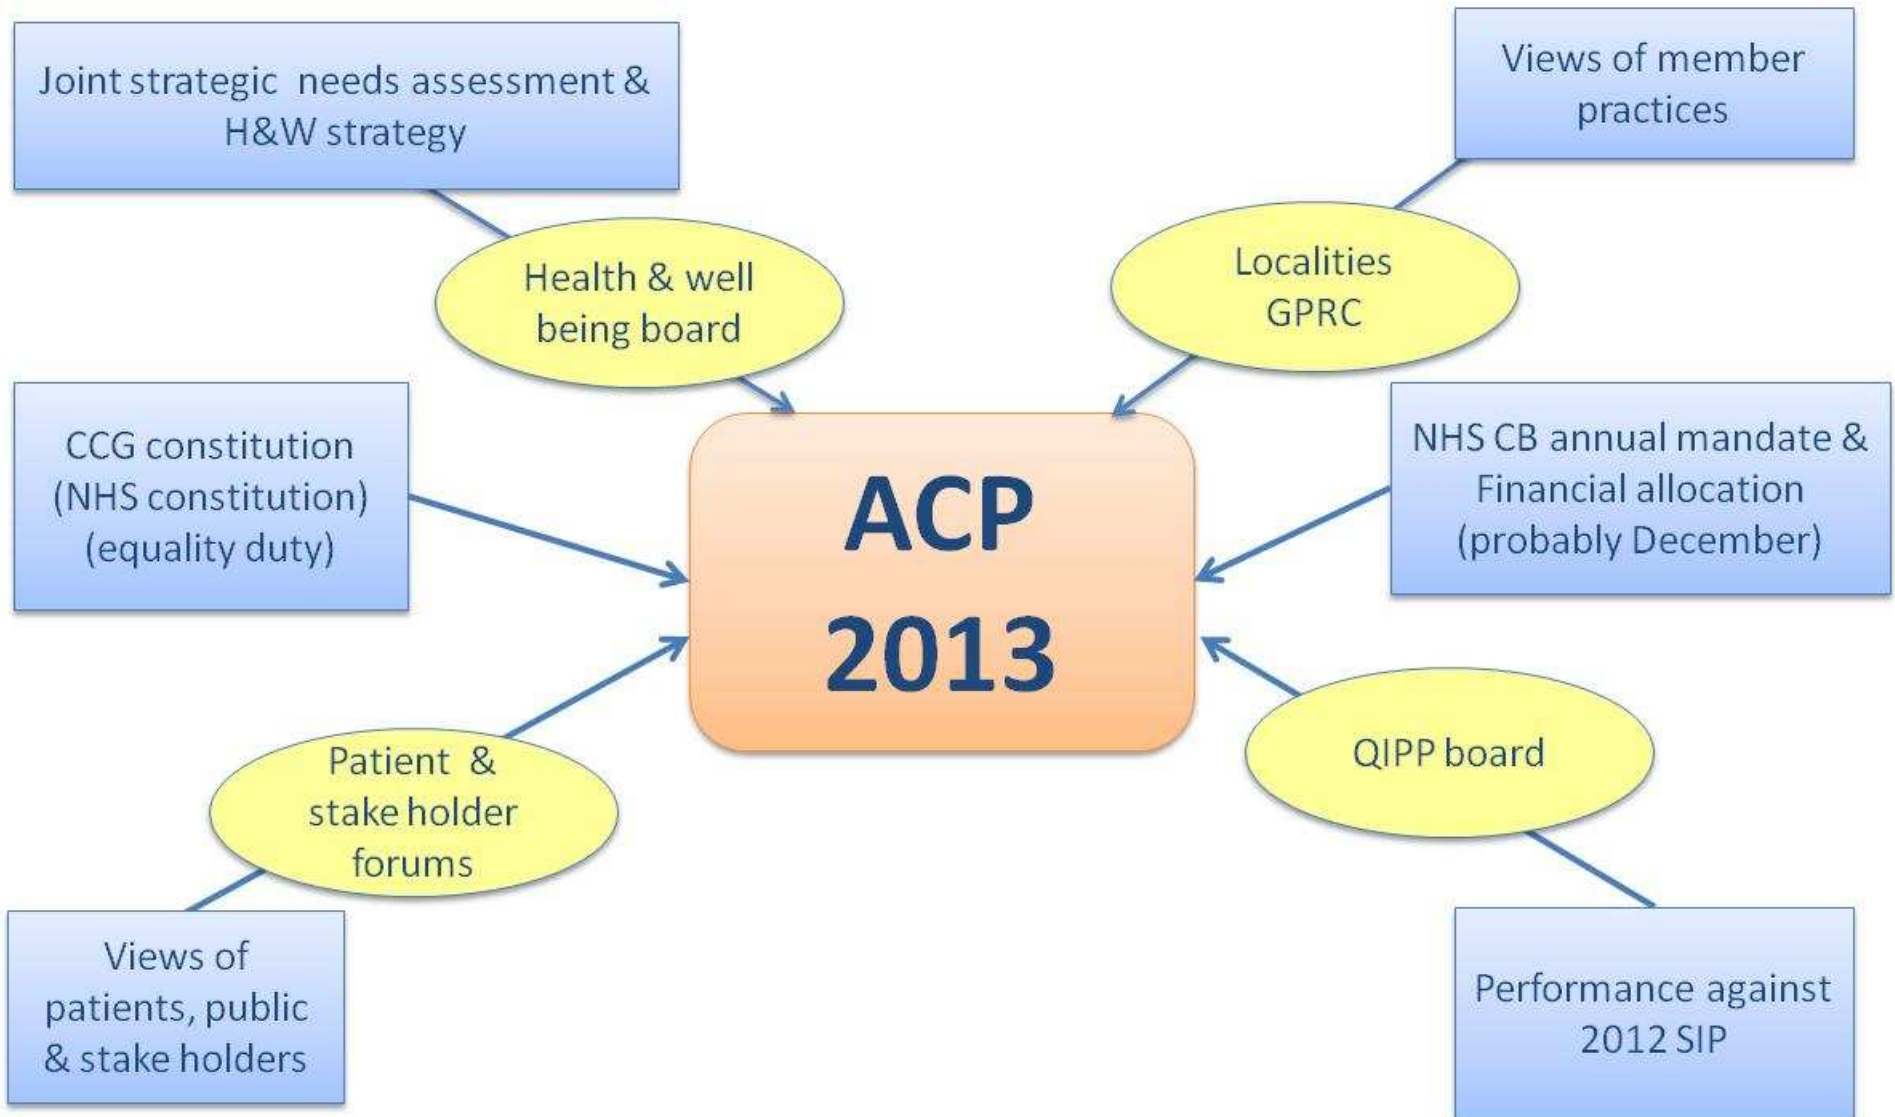 Joint strategic needs assessment &
H&W strategy
Views of member
practices
Health & well
being board
Localities
GPRC
CCG constitution
(NHS constitution)
(equality duty)
ACP
2013
NHS CB annual mandate &
Financial allocation
(probably December)
Patient &
stake holder
forums
QIPP board
Views of
patients, public
& stake holders
Performance against
2012 SIP